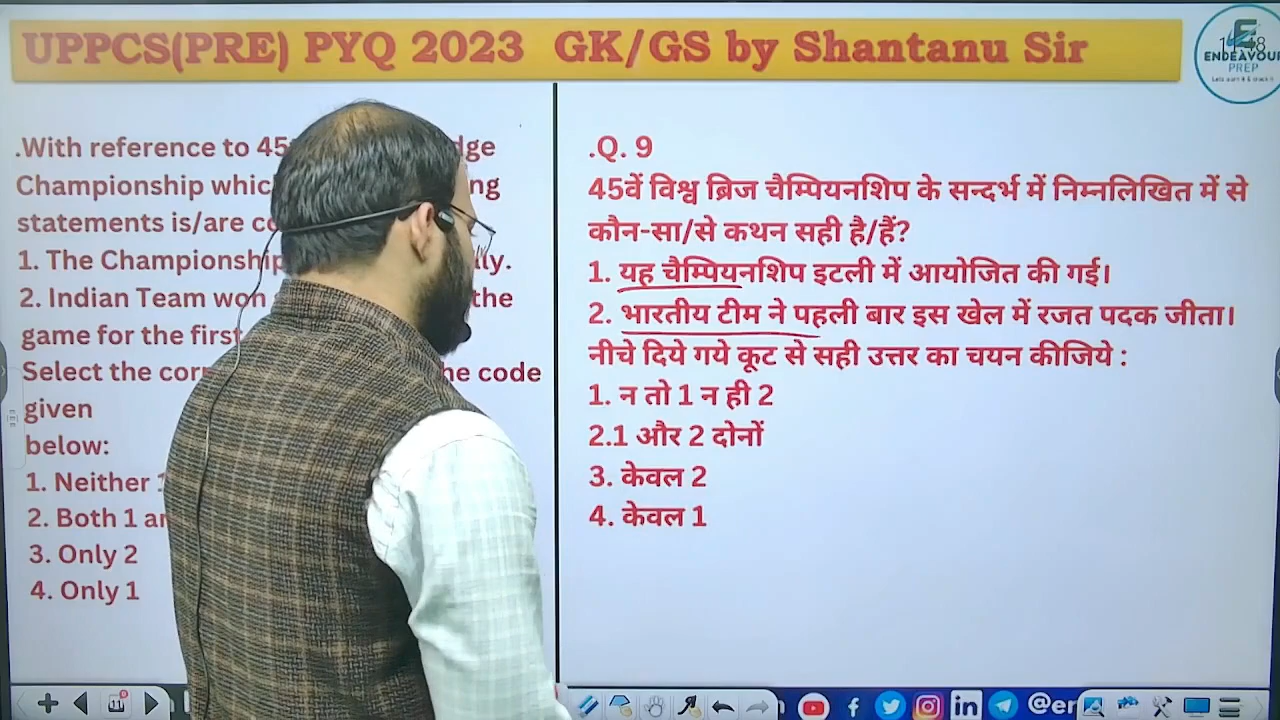 UPPCS(PRE) PYQ 2023 GK/GS by Shantanu Sir
ENDEAVOUR
PREP
.With reference to 45
Championship which
statements is/are
1. The Championship
2. Indian Team won the
game for the first
Select the code
given
below:
1. Neither
2. Both 1
3. Only 2
4. Only 1
.Q. 9
45वें विश्व ब्रिज चैम्पियनशिप के सन्दर्भ में निम्नलिखित में से
कौन-सा/से कथन सही है/हैं?
1. यह चैम्पियनशिप इटली में आयोजित की गई।
2. भारतीय टीम ने पहली बार इस खेल में रजत पदक जीता।
नीचे दिये गये कूट से सही उत्तर का चयन कीजिये :
1. न तो 1 न ही 2
2.1 और 2 दोनों
3. केवल 2
4. केवल 1